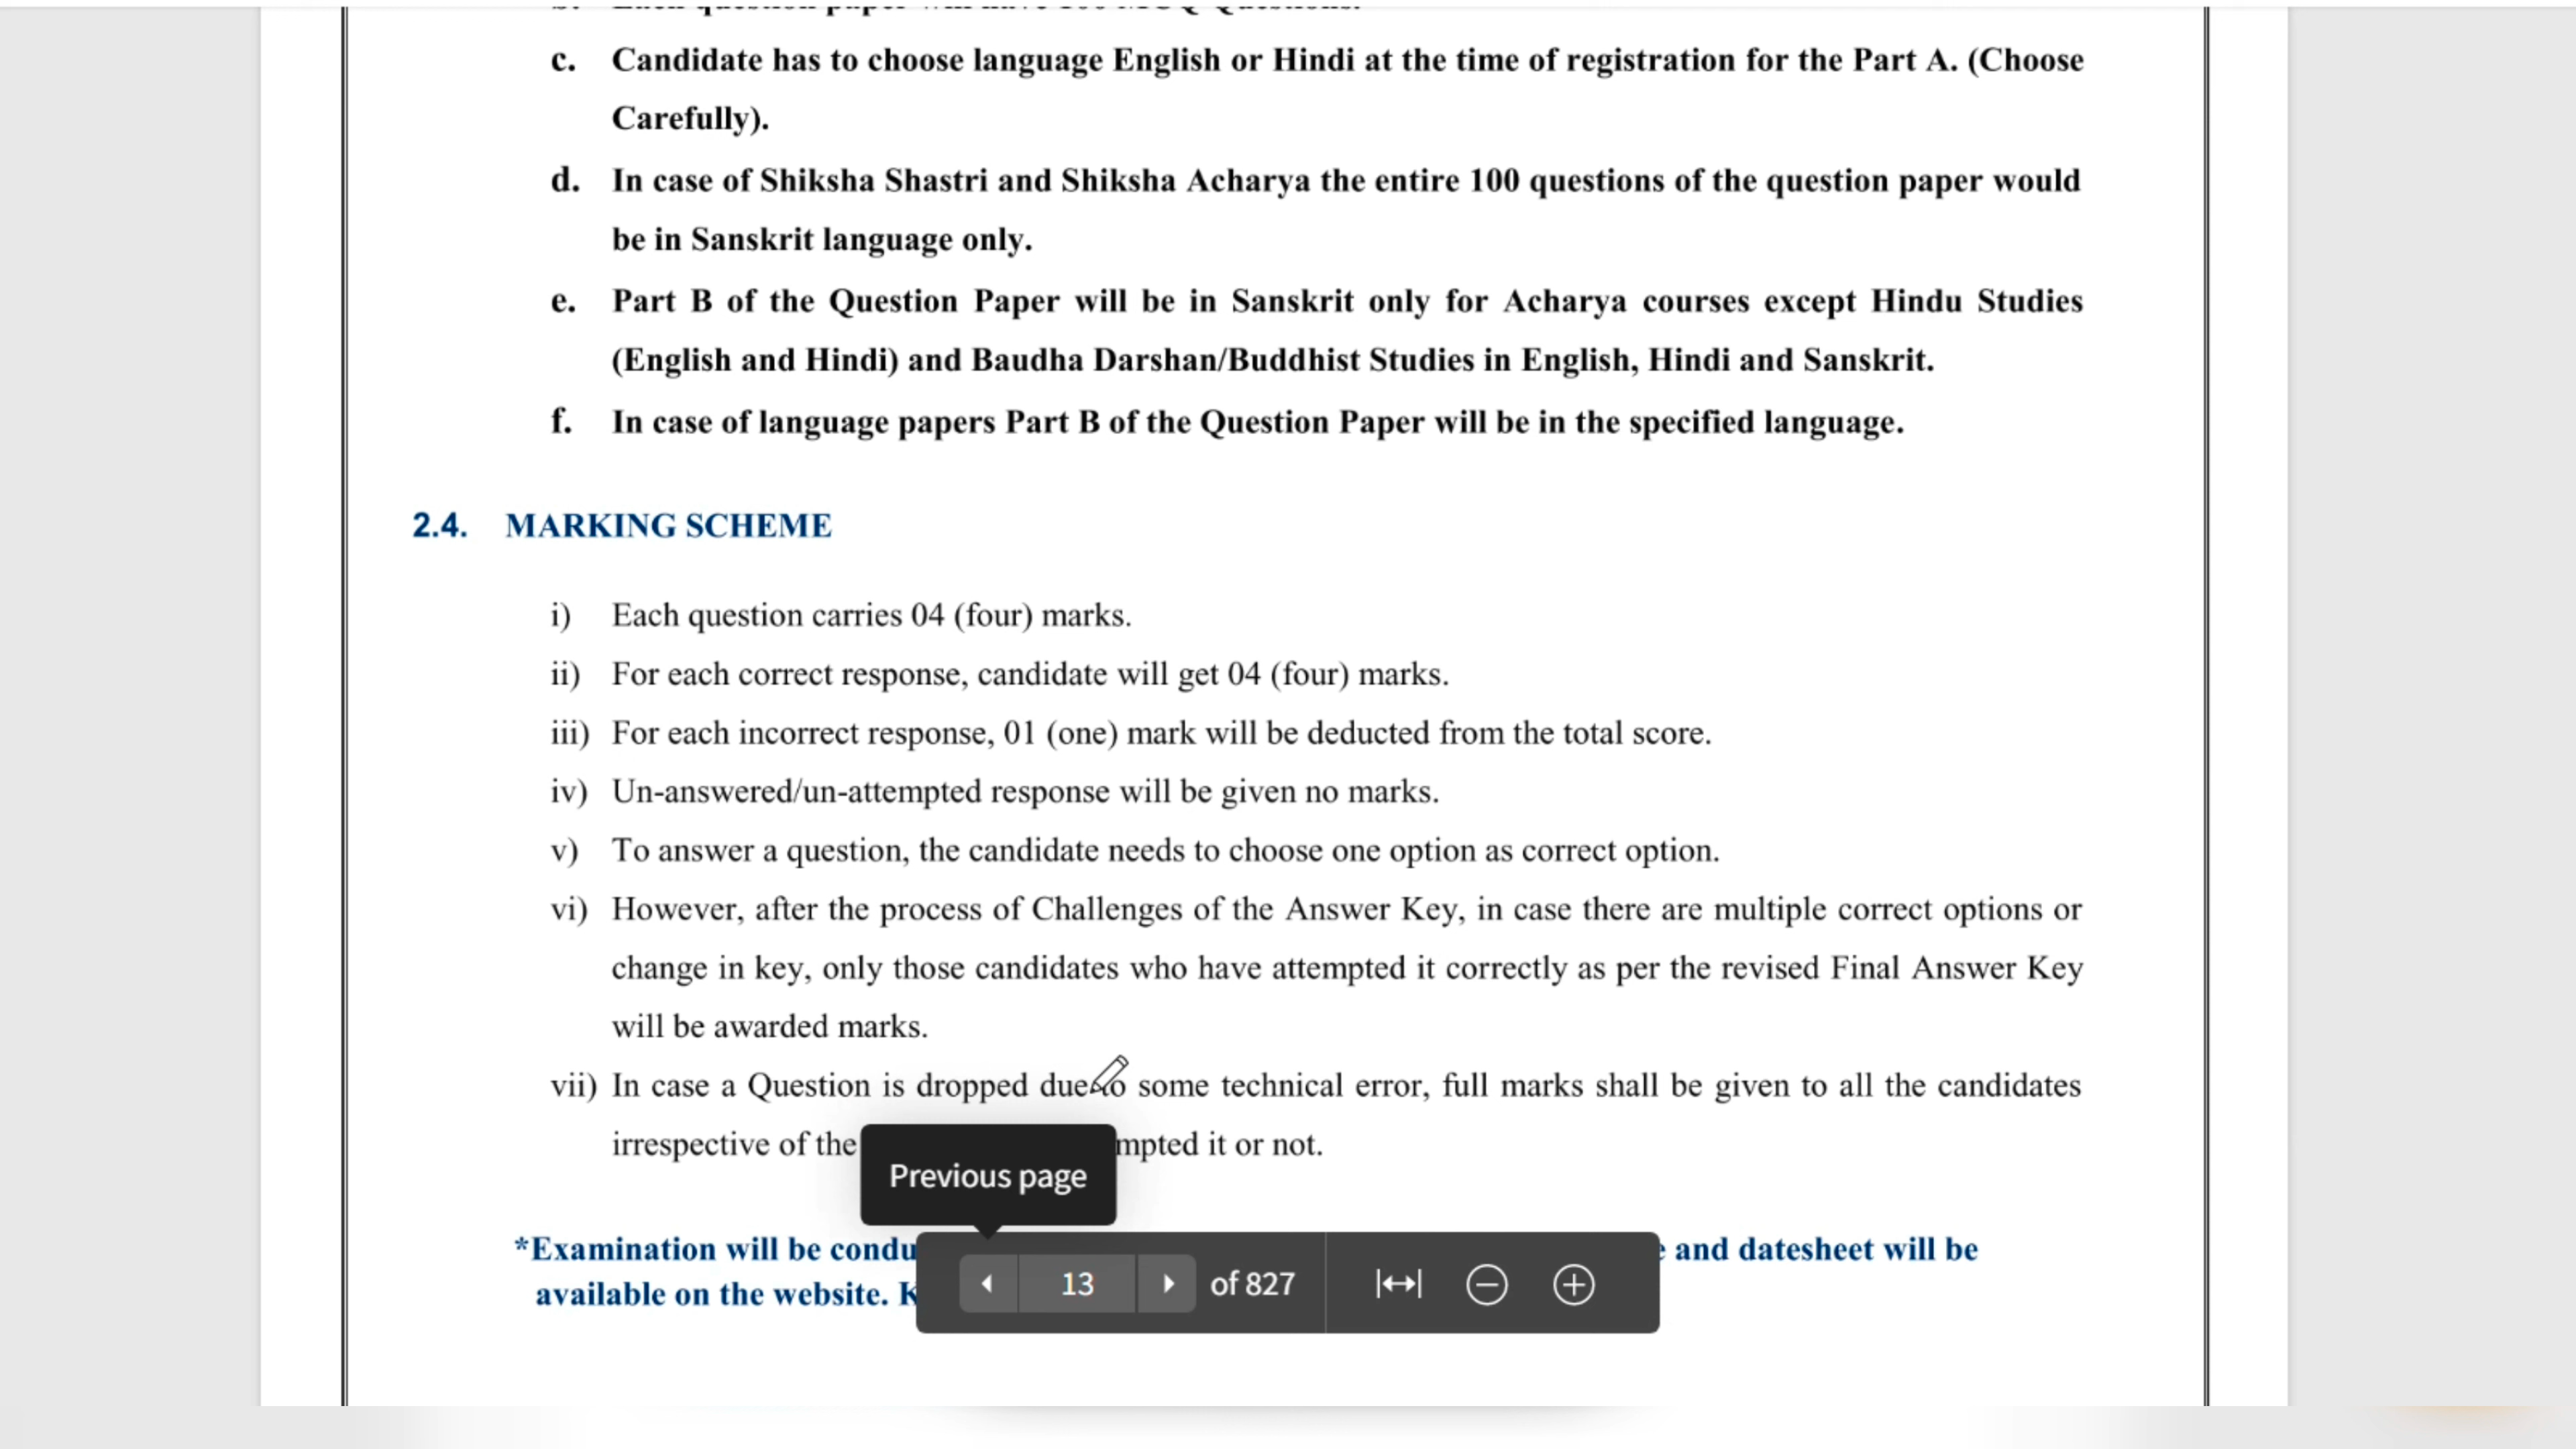 c. Candidate has to choose language English or Hindi at the time of registration for the Part A. (Choose
Carefully).
d. In case of Shiksha Shastri and Shiksha Acharya the entire 100 questions of the question paper would
be in Sanskrit language only.
e. Part B of the Question Paper will be in Sanskrit only for Acharya courses except Hindu Studies
(English and Hindi) and Baudha Darshan/Buddhist Studies in English, Hindi and Sanskrit.
f. In case of language papers Part B of the Question Paper will be in the specified language.
2.4. MARKING SCHEME
i) Each question carries 04 (four) marks.
ii) For each correct response, candidate will get 04 (four) marks.
iii) For each incorrect response, 01 (one) mark will be deducted from the total score.
iv) Un-answered/un-attempted response will be given no marks.
v) To answer a question, the candidate needs to choose one option as correct option.
vi) However, after the process of Challenges of the Answer Key, in case there are multiple correct options or
change in key, only those candidates who have attempted it correctly as per the revised Final Answer Key
will be awarded marks.
vii) In case a Question is dropped due to some technical error, full marks shall be given to all the candidates
irrespective of the mpted it or not.
Previous page
*Examination will be condu and datesheet will be
available on the website. K
13 of 827